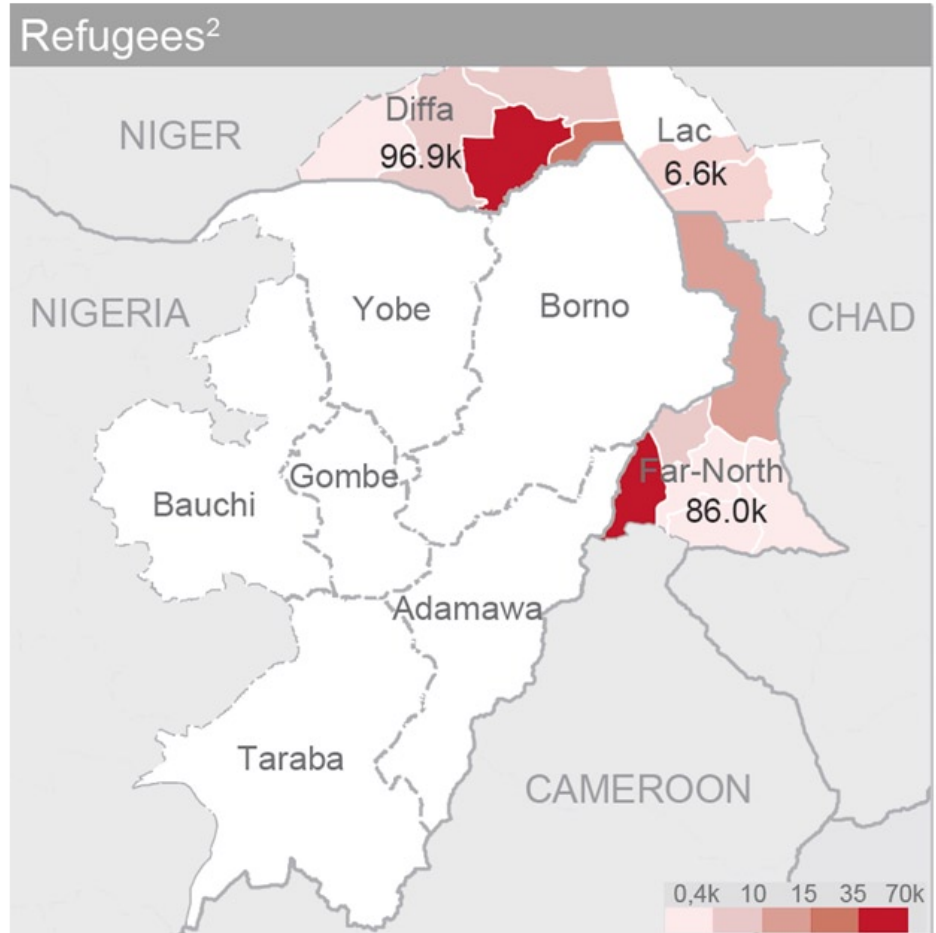 Refugees²
Diffa
NIGER
Lac
96.9k
6.6k
NIGERIA
Yobe
Borno
CHAD
Gombe
Far-North
Bauchi
86.0k
Adamawa
Taraba
CAMEROON
0,4k 10 15 35 70k